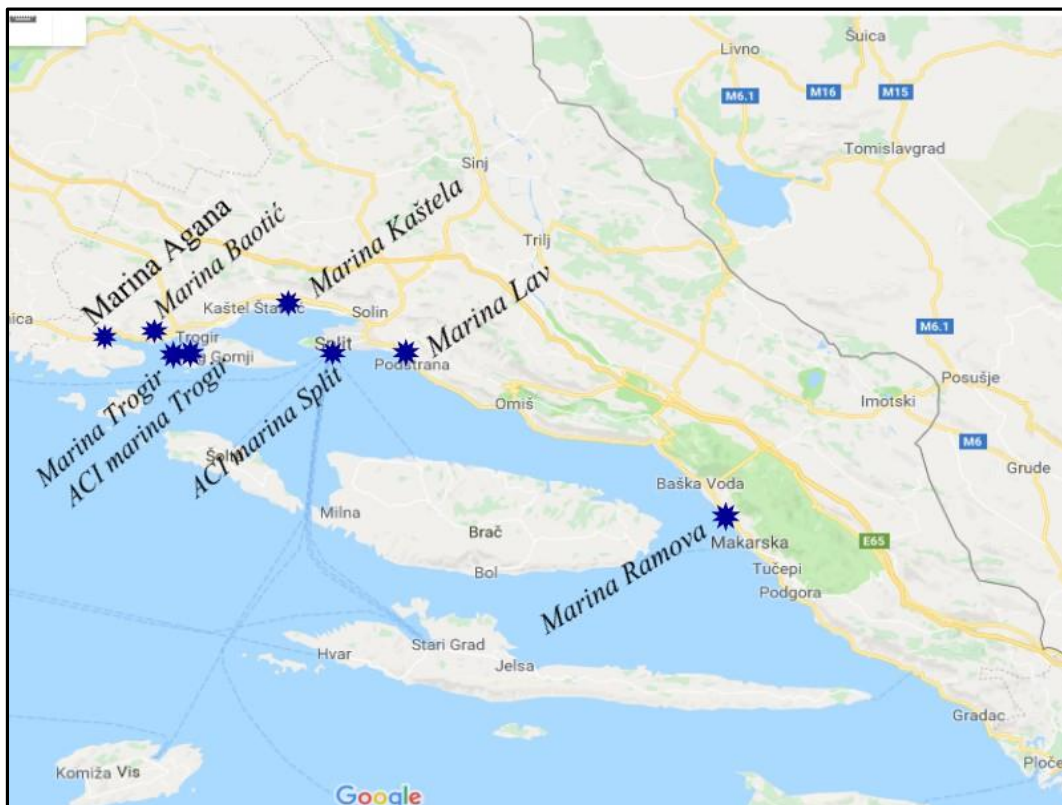 Šuica
Livno
M6.1
M16
M15
Tomislavgrad
Sinj
Trilj
Marina Agana
Marina Baotić
Marina Kaštela
Marina Lav
nica
Kaštel
Solin
Trogir
Gornji
Split
Podstrana
M6.1
Posušje
Marina Trogir
ACI marina Trogir
ACI marina Split
Omiš
Imotski
M6
Grude
Baška Voda
Milna
Brač
E65
Makarska
Marina Ramova
Bol
Tučepi
Podgora
Stari Grad
Hvar
Jelsa
Gradac
Komiža
Vis
Ploče
Google